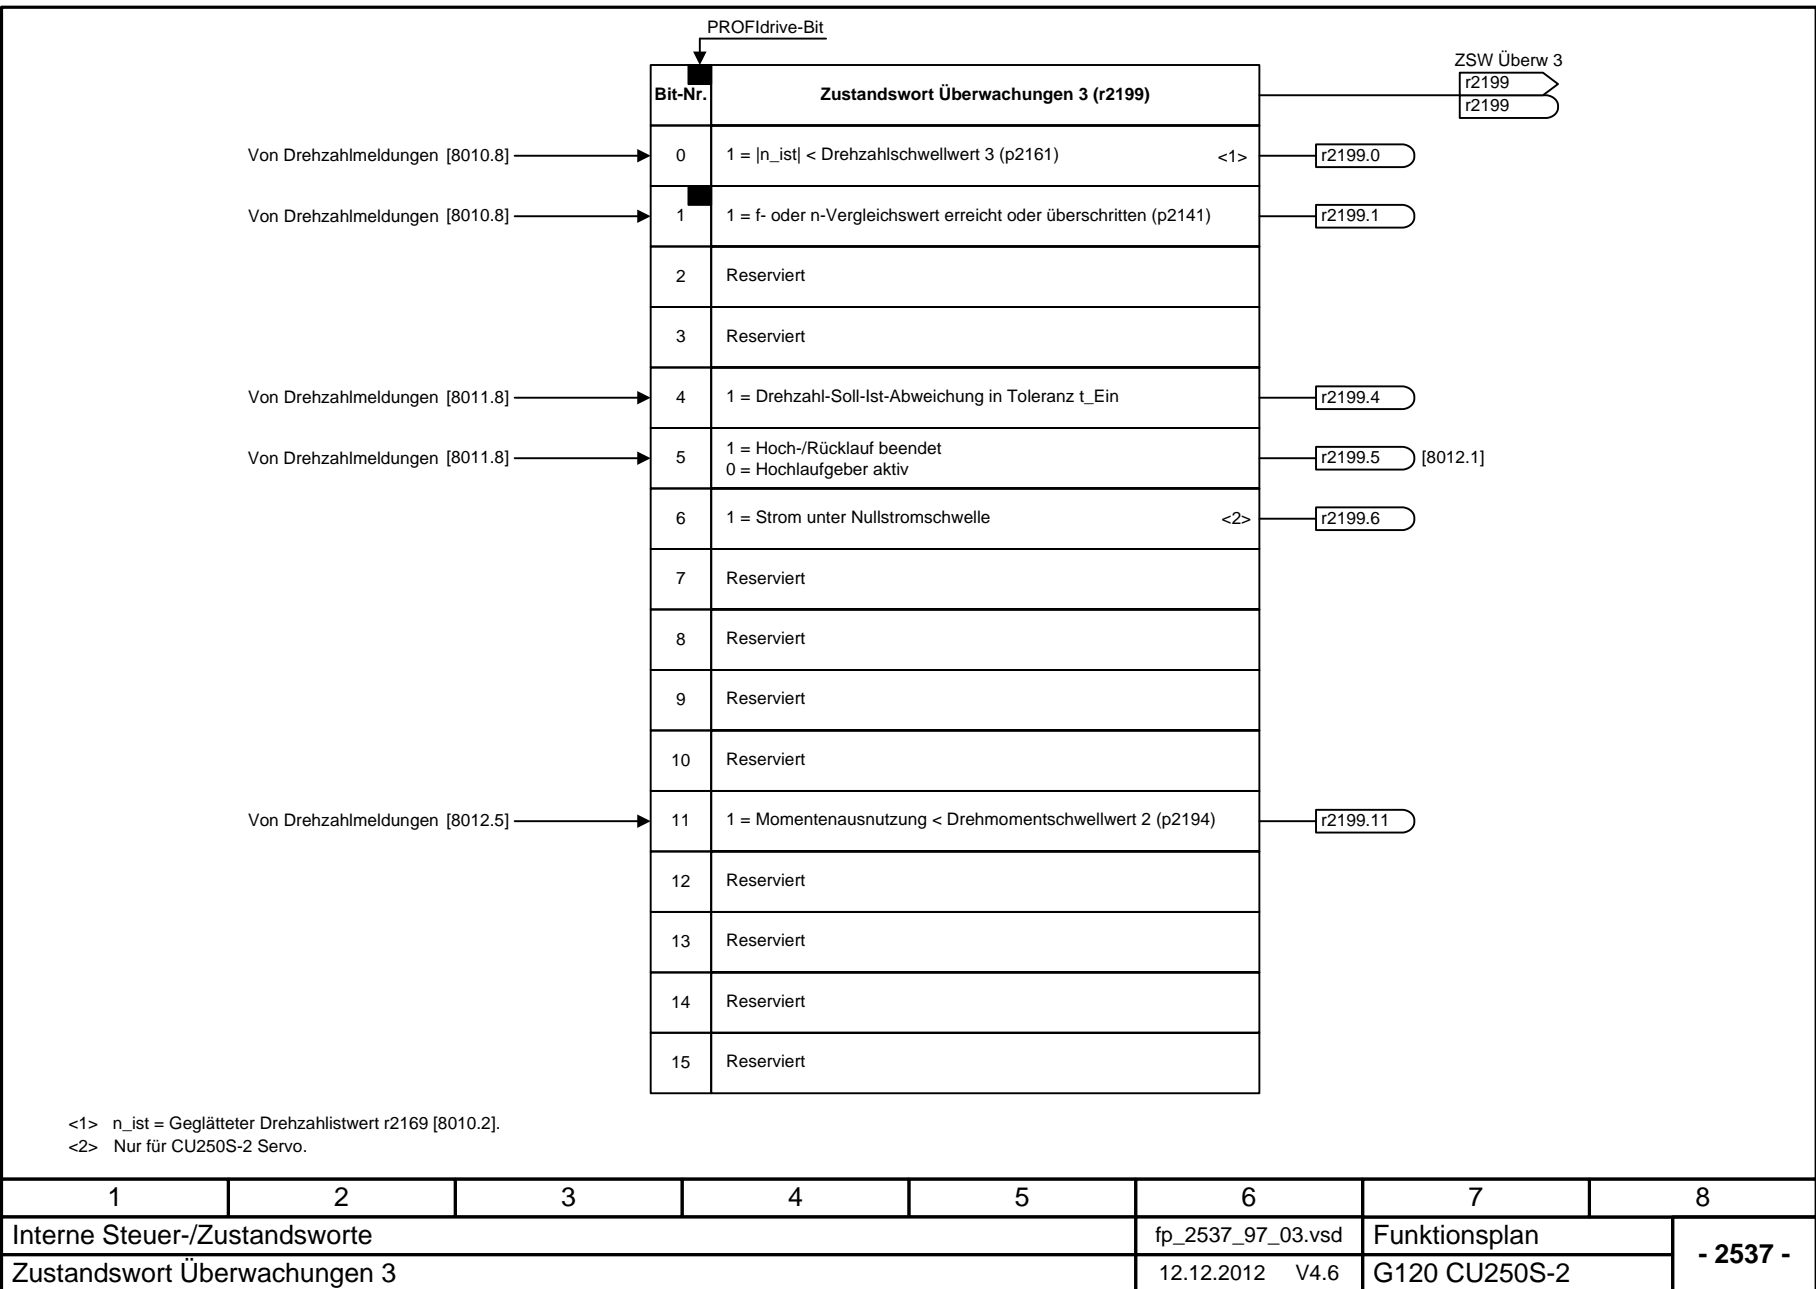 PROFIdrive-Bit
ZSW Überw 3
r2199
r2199
Bit-Nr. Zustandswort Überwachungen 3 (r2199)
Von Drehzahlmeldungen [8010.8] 0 1 = |n_ist| < Drehzahlschwellwert 3 (p2161) <1> r2199.0
Von Drehzahlmeldungen [8010.8] 1 1 = f- oder n-Vergleichswert erreicht oder überschritten (p2141) r2199.1
2 Reserviert
3 Reserviert
Von Drehzahlmeldungen [8011.8] 4 1 = Drehzahl-Soll-Ist-Abweichung in Toleranz t_Ein r2199.4
Von Drehzahlmeldungen [8011.8] 5 1 = Hoch-/Rücklauf beendet r2199.5 [8012.1]
0 = Hochlaufgeber aktiv
6 1 = Strom unter Nullstromschwelle <2> r2199.6
7 Reserviert
8 Reserviert
9 Reserviert
10 Reserviert
Von Drehzahlmeldungen [8012.5] 11 1 = Momentenausnutzung < Drehmomentschwellwert 2 (p2194) r2199.11
12 Reserviert
13 Reserviert
14 Reserviert
15 Reserviert
<1> n_ist = Geglätteter Drehzahlistwert r2169 [8010.2].
<2> Nur für CU250S-2 Servo.
1 2 3 4 5 6 7 8
Interne Steuer-/Zustandsworte fp_2537_97_03.vsd Funktionsplan - 2537 -
Zustandswort Überwachungen 3 12.12.2012 V4.6 G120 CU250S-2